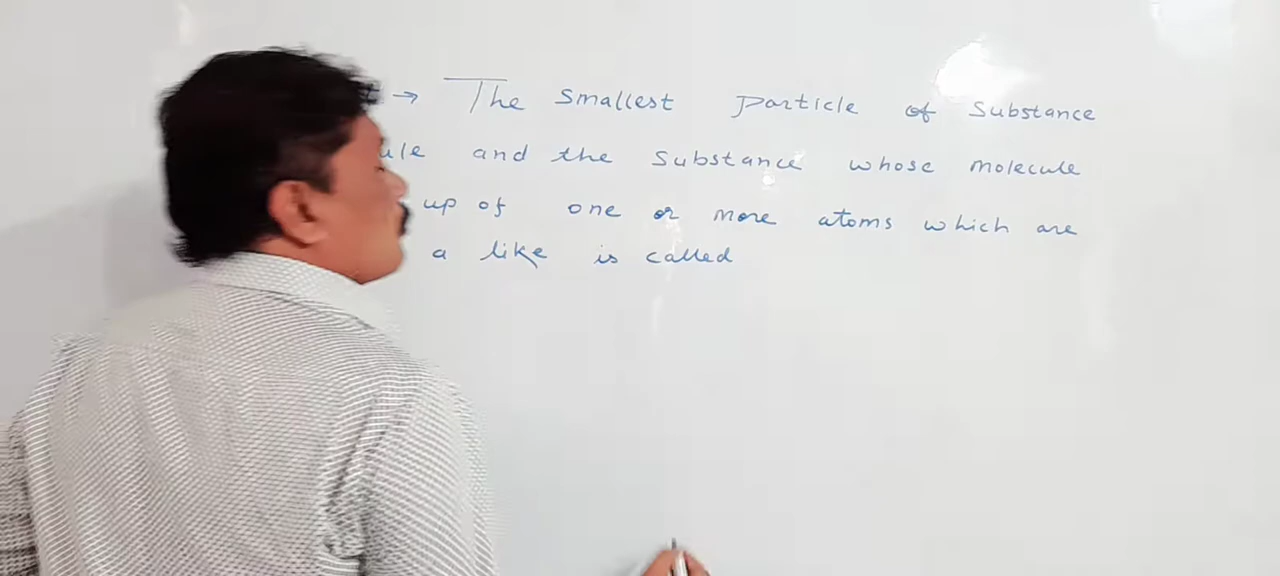 → The Smallest Particle of Substance
ule and the Substance whose molecule
up of one or more atoms which are
a like is called